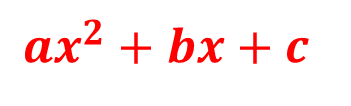 ax² + bx + c